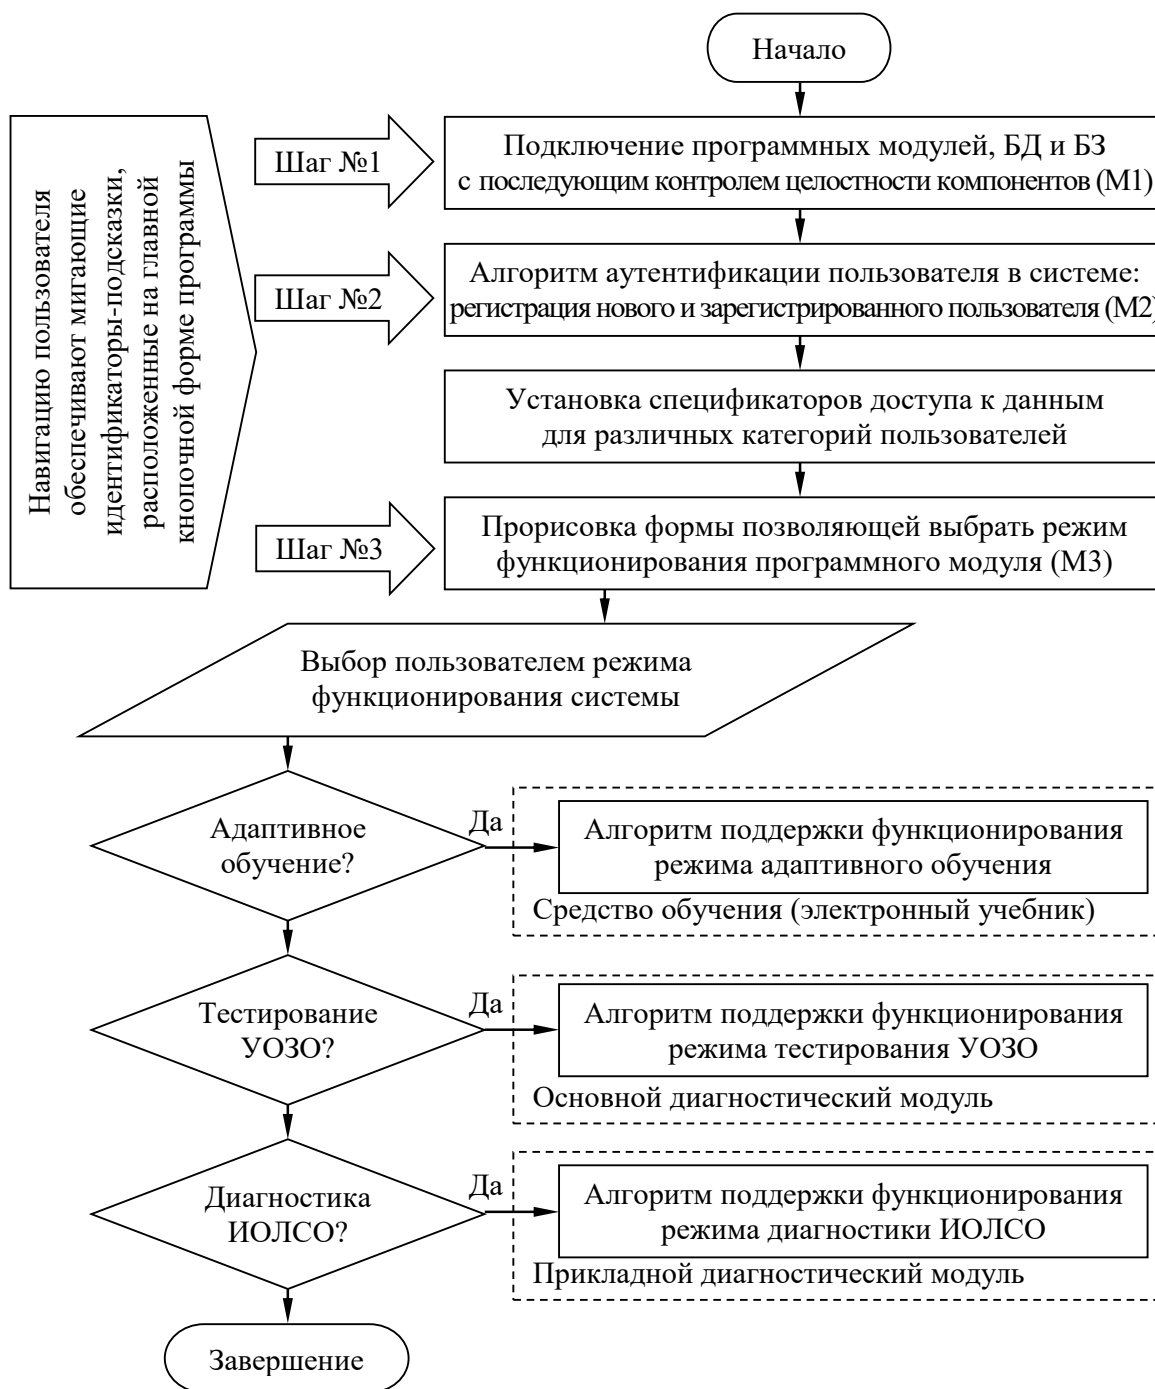 Начало
Навигацию пользователя
обеспечивают мигающие
идентификаторы-подсказки,
расположенные на главной
кнопочной форме программы
Шаг №1
Подключение программных модулей, БД и БЗ
с последующим контролем целостности компонентов (М1)
Шаг №2
Алгоритм аутентификации пользователя в системе:
регистрация нового и зарегистрированного пользователя (М2)
Установка спецификаторов доступа к данным
для различных категорий пользователей
Шаг №3
Прорисовка формы позволяющей выбрать режим
функционирования программного модуля (М3)
Выбор пользователем режима
функционирования системы
Адаптивное
обучение?
Да
Алгоритм поддержки функционирования
режима адаптивного обучения
Средство обучения (электронный учебник)
Тестирование
УОЗО?
Да
Алгоритм поддержки функционирования
режима тестирования УОЗО
Основной диагностический модуль
Диагностика
ИОЛСО?
Да
Алгоритм поддержки функционирования
режима диагностики ИОЛСО
Прикладной диагностический модуль
Завершение